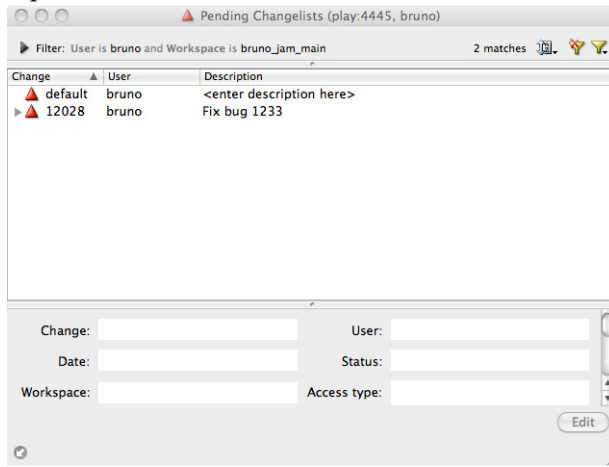 Pending Changelists (play:4445, bruno)
Filter: User is bruno and Workspace is bruno_jam_main 2 matches
Change User Description
default bruno <enter description here>
12028 bruno Fix bug 1233
Change: User:
Date: Status:
Workspace: Access type:
Edit